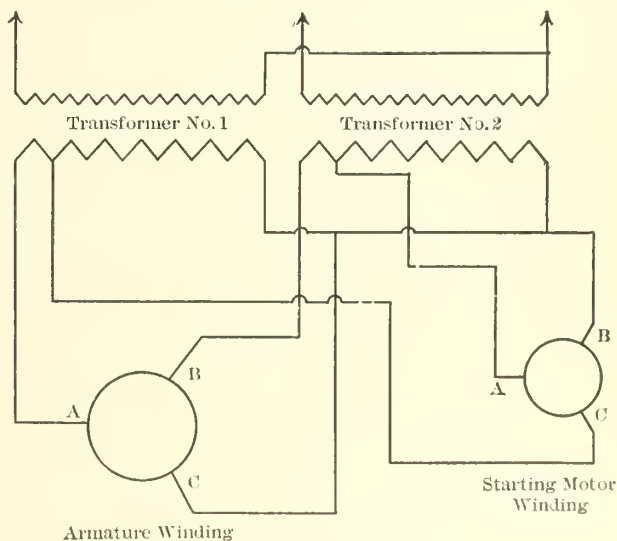 Transformer No. 1
Transformer No. 2
B
A
B
A
C
C
Starting Motor
Winding
Armature Winding